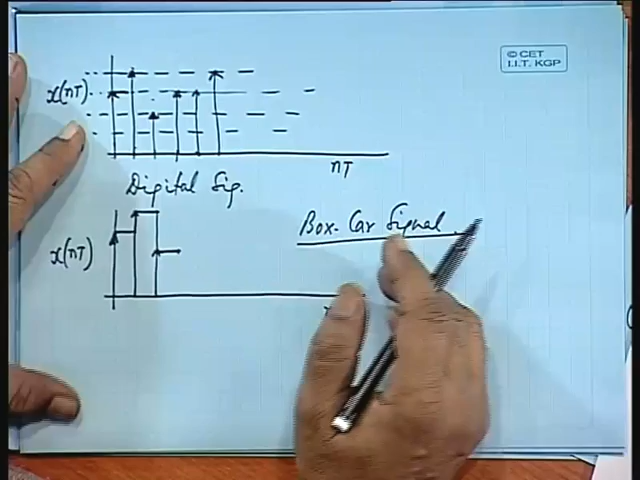 © CET
I.I.T. KGP
x(nT)
nT
Digital Sig.
Box-Car Signal
x(nT)